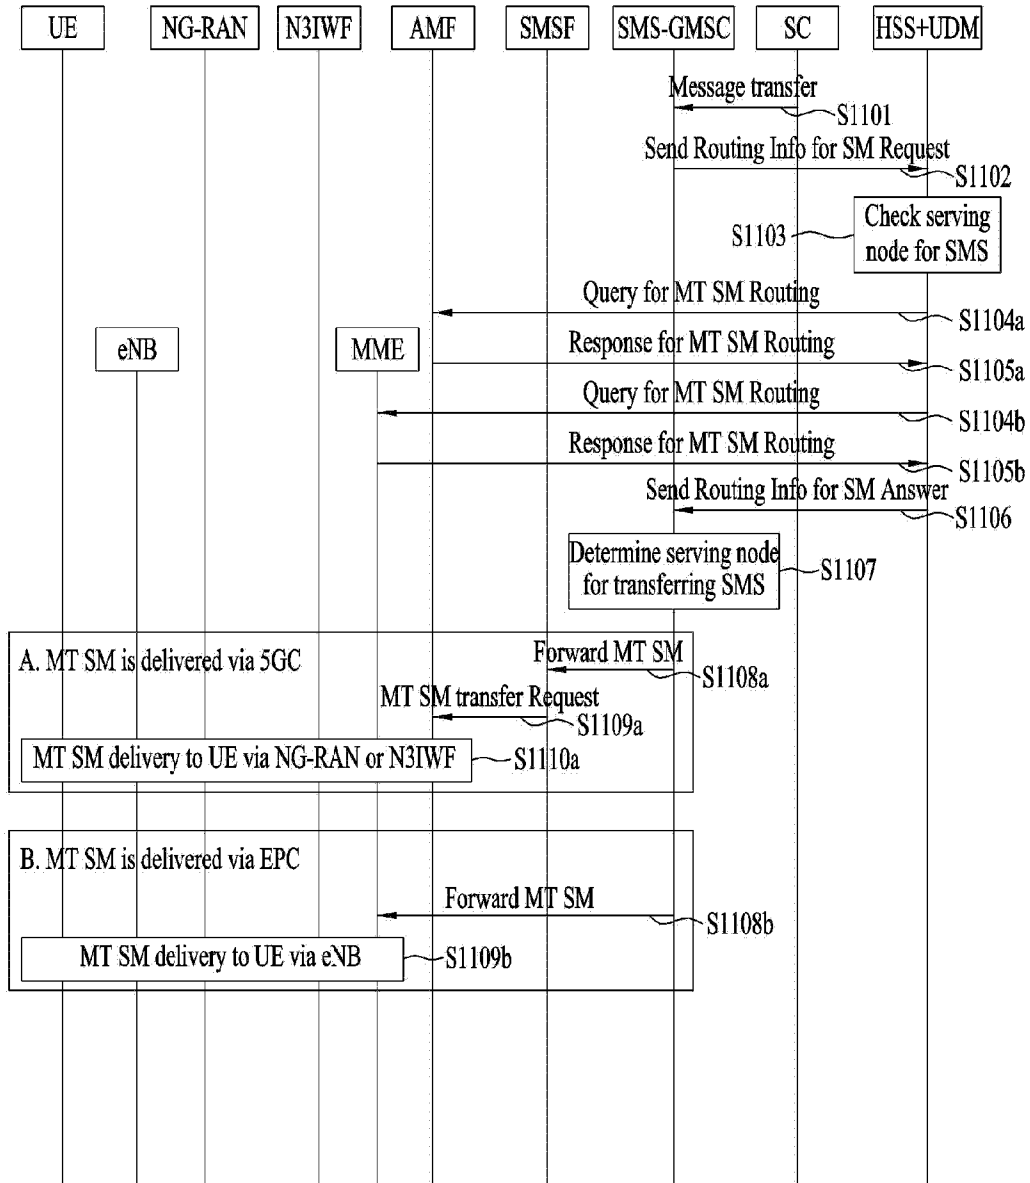 UE
NG-RAN
N3IWF
AMF
SMSF
SMS-GMSC
SC
HSS+UDM
Message transfer
S1101
Send Routing Info for SM Request
S1102
Check serving
node for SMS
S1103
Query for MT SM Routing
S1104a
eNB
MME
Response for MT SM Routing
S1105a
Query for MT SM Routing
S1104b
Response for MT SM Routing
S1105b
Send Routing Info for SM Answer
S1106
Determine serving node
for transferring SMS
S1107
A. MT SM is delivered via 5GC
Forward MT SM
S1108a
MT SM transfer Request
S1109a
MT SM delivery to UE via NG-RAN or N3IWF
S1110a
B. MT SM is delivered via EPC
Forward MT SM
S1108b
MT SM delivery to UE via eNB
S1109b